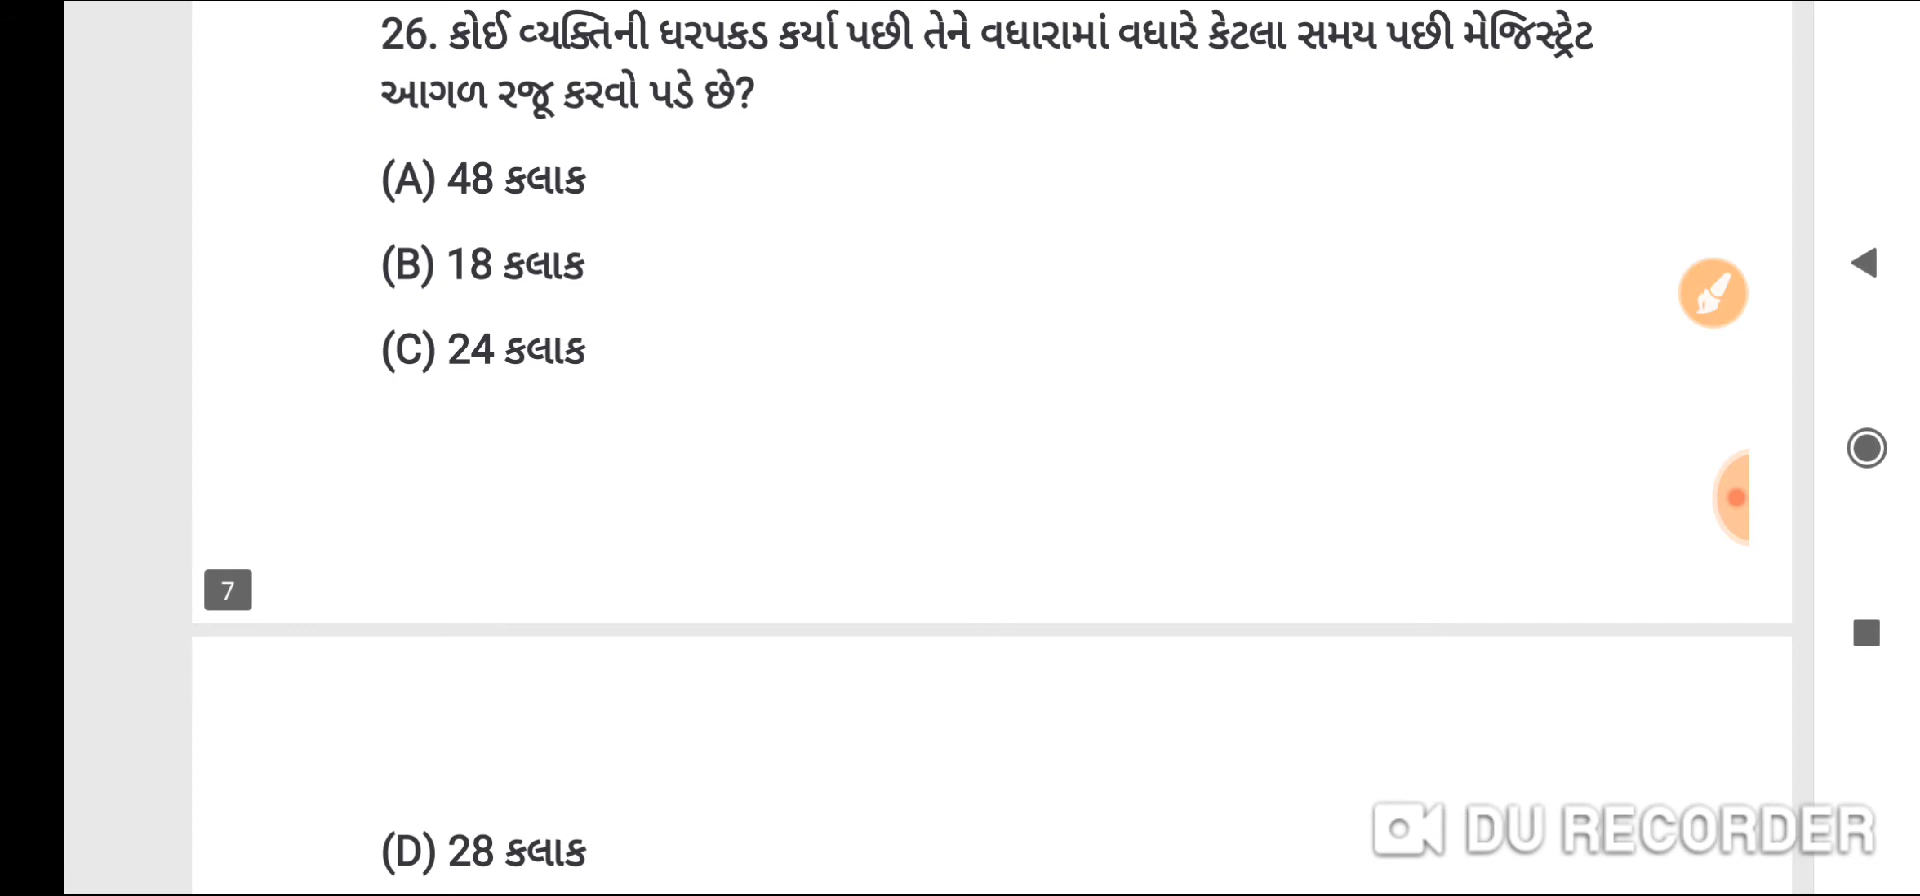 26. કોઈ વ્યક્તિની ધરપકડ કર્યા પછી તેને વધારામાં વધારે કેટલા સમય પછી મેજિસ્ટ્રેટ
આગળ રજૂ કરવો પડે છે?
(A) 48 કલાક
(B) 18 કલાક
(C) 24 કલાક
7
(D) 28 કલાક
DU RECORDER